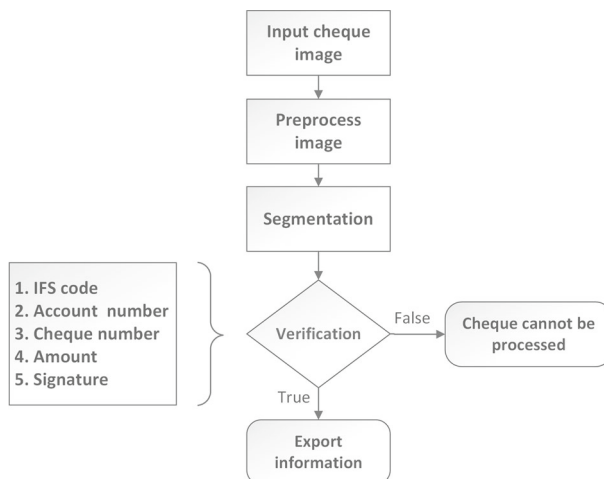 Input cheque
image
Preprocess
image
Segmentation
1. IFS code
2. Account number
3. Cheque number
4. Amount
5. Signature
Verification
False
Cheque cannot be
processed
True
Export
information